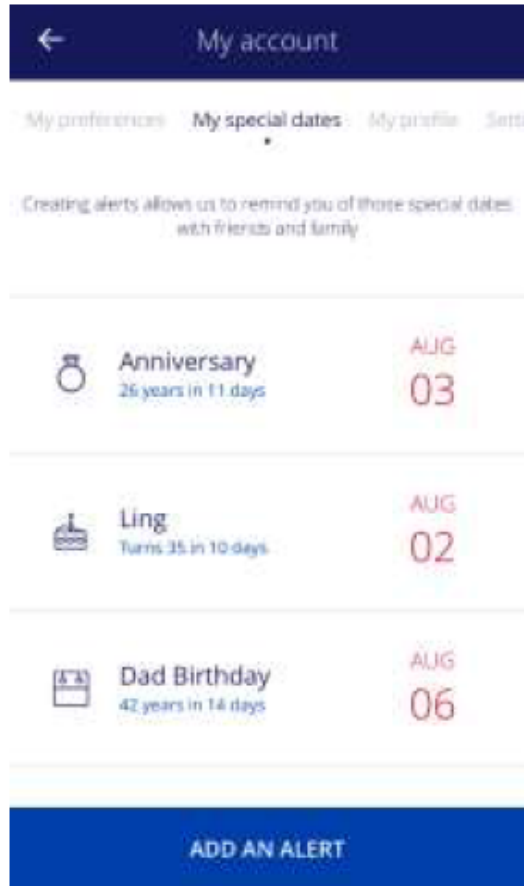 My account
My preferences My special dates My profile Sett
Creating alerts allows us to remind you of those special dates
with friends and family
Anniversary
26 years in 11 days
AUG
03
Ling
Turns 35 in 10 days
AUG
02
Dad Birthday
42 years in 14 days
AUG
06
ADD AN ALERT